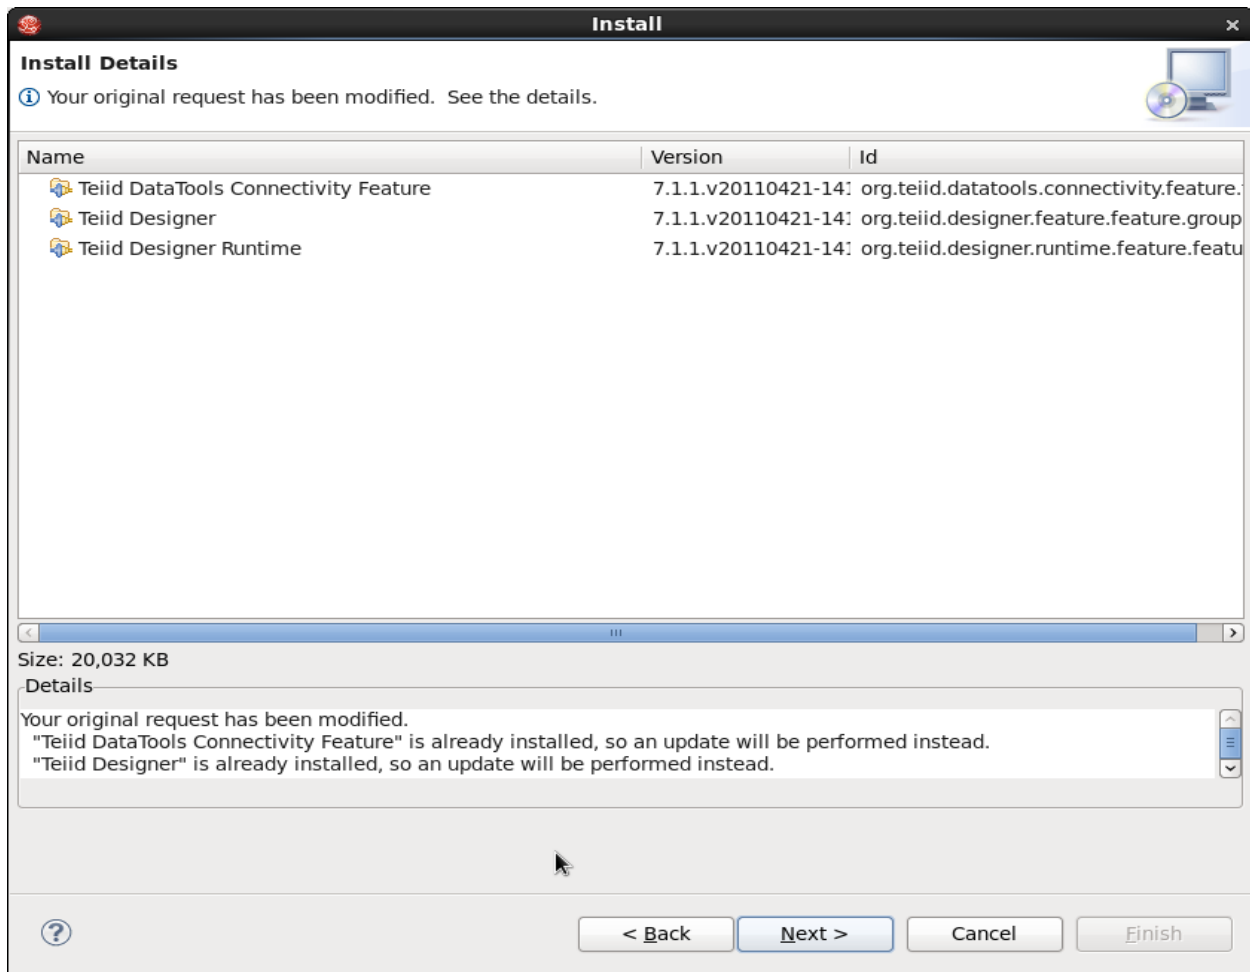 Install
Install Details
Your original request has been modified.  See the details.
Name Version Id
Teiid DataTools Connectivity Feature 7.1.1.v20110421-141 org.teiid.datatools.connectivity.feature.
Teiid Designer 7.1.1.v20110421-141 org.teiid.designer.feature.feature.group
Teiid Designer Runtime 7.1.1.v20110421-141 org.teiid.designer.runtime.feature.featu
Size: 20,032 KB
Details
Your original request has been modified.
"Teiid DataTools Connectivity Feature" is already installed, so an update will be performed instead.
"Teiid Designer" is already installed, so an update will be performed instead.
< Back Next > Cancel Finish